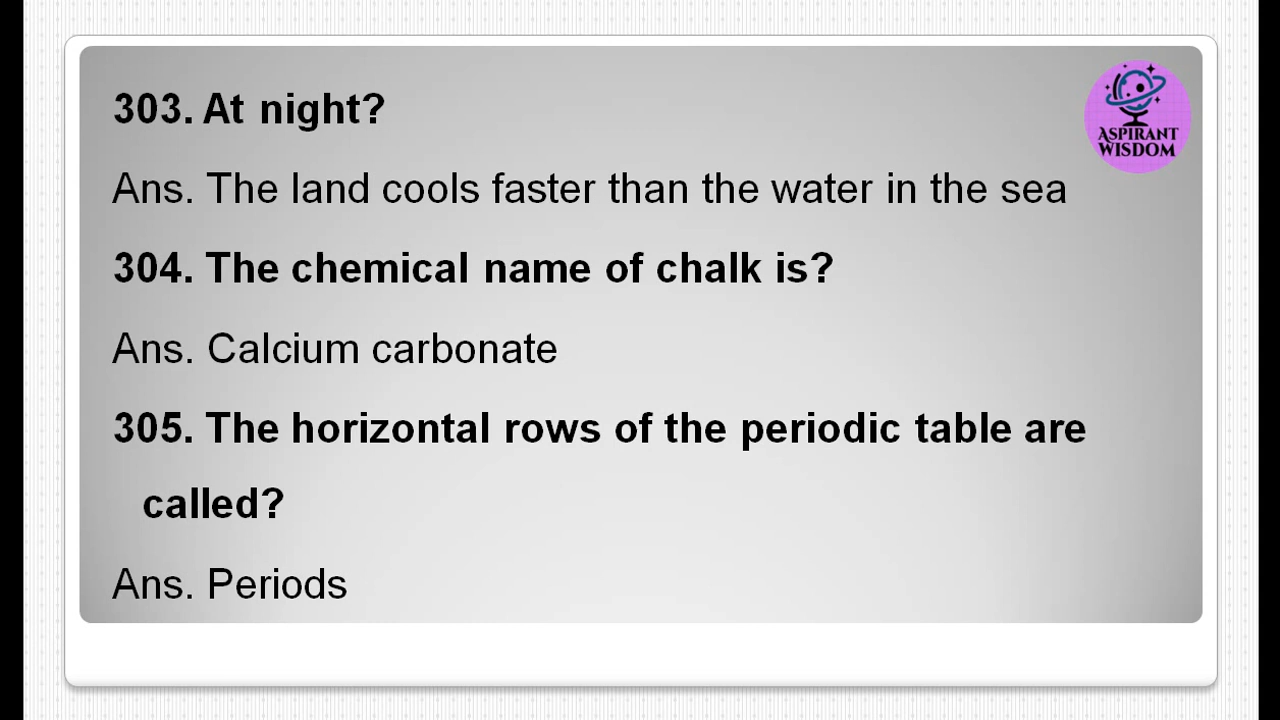 303. At night?
ASPIRANT
WISDOM
Ans. The land cools faster than the water in the sea
304. The chemical name of chalk is?
Ans. Calcium carbonate
305. The horizontal rows of the periodic table are
called?
Ans. Periods